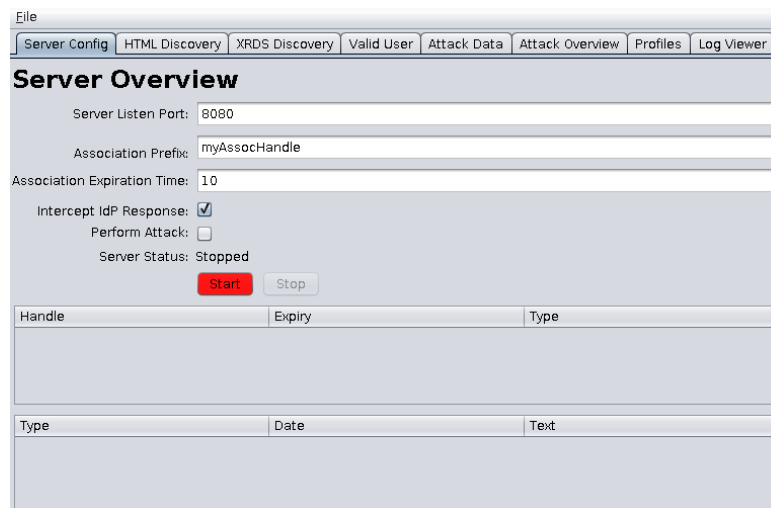 File
Server Config HTML Discovery XRDS Discovery Valid User Attack Data Attack Overview Profiles Log Viewer
Server Overview
Server Listen Port: 8080
Association Prefix: myAssocHandle
Association Expiration Time: 10
Intercept IdP Response:
Perform Attack:
Server Status: Stopped
Start Stop
Handle Expiry Type
Type Date Text